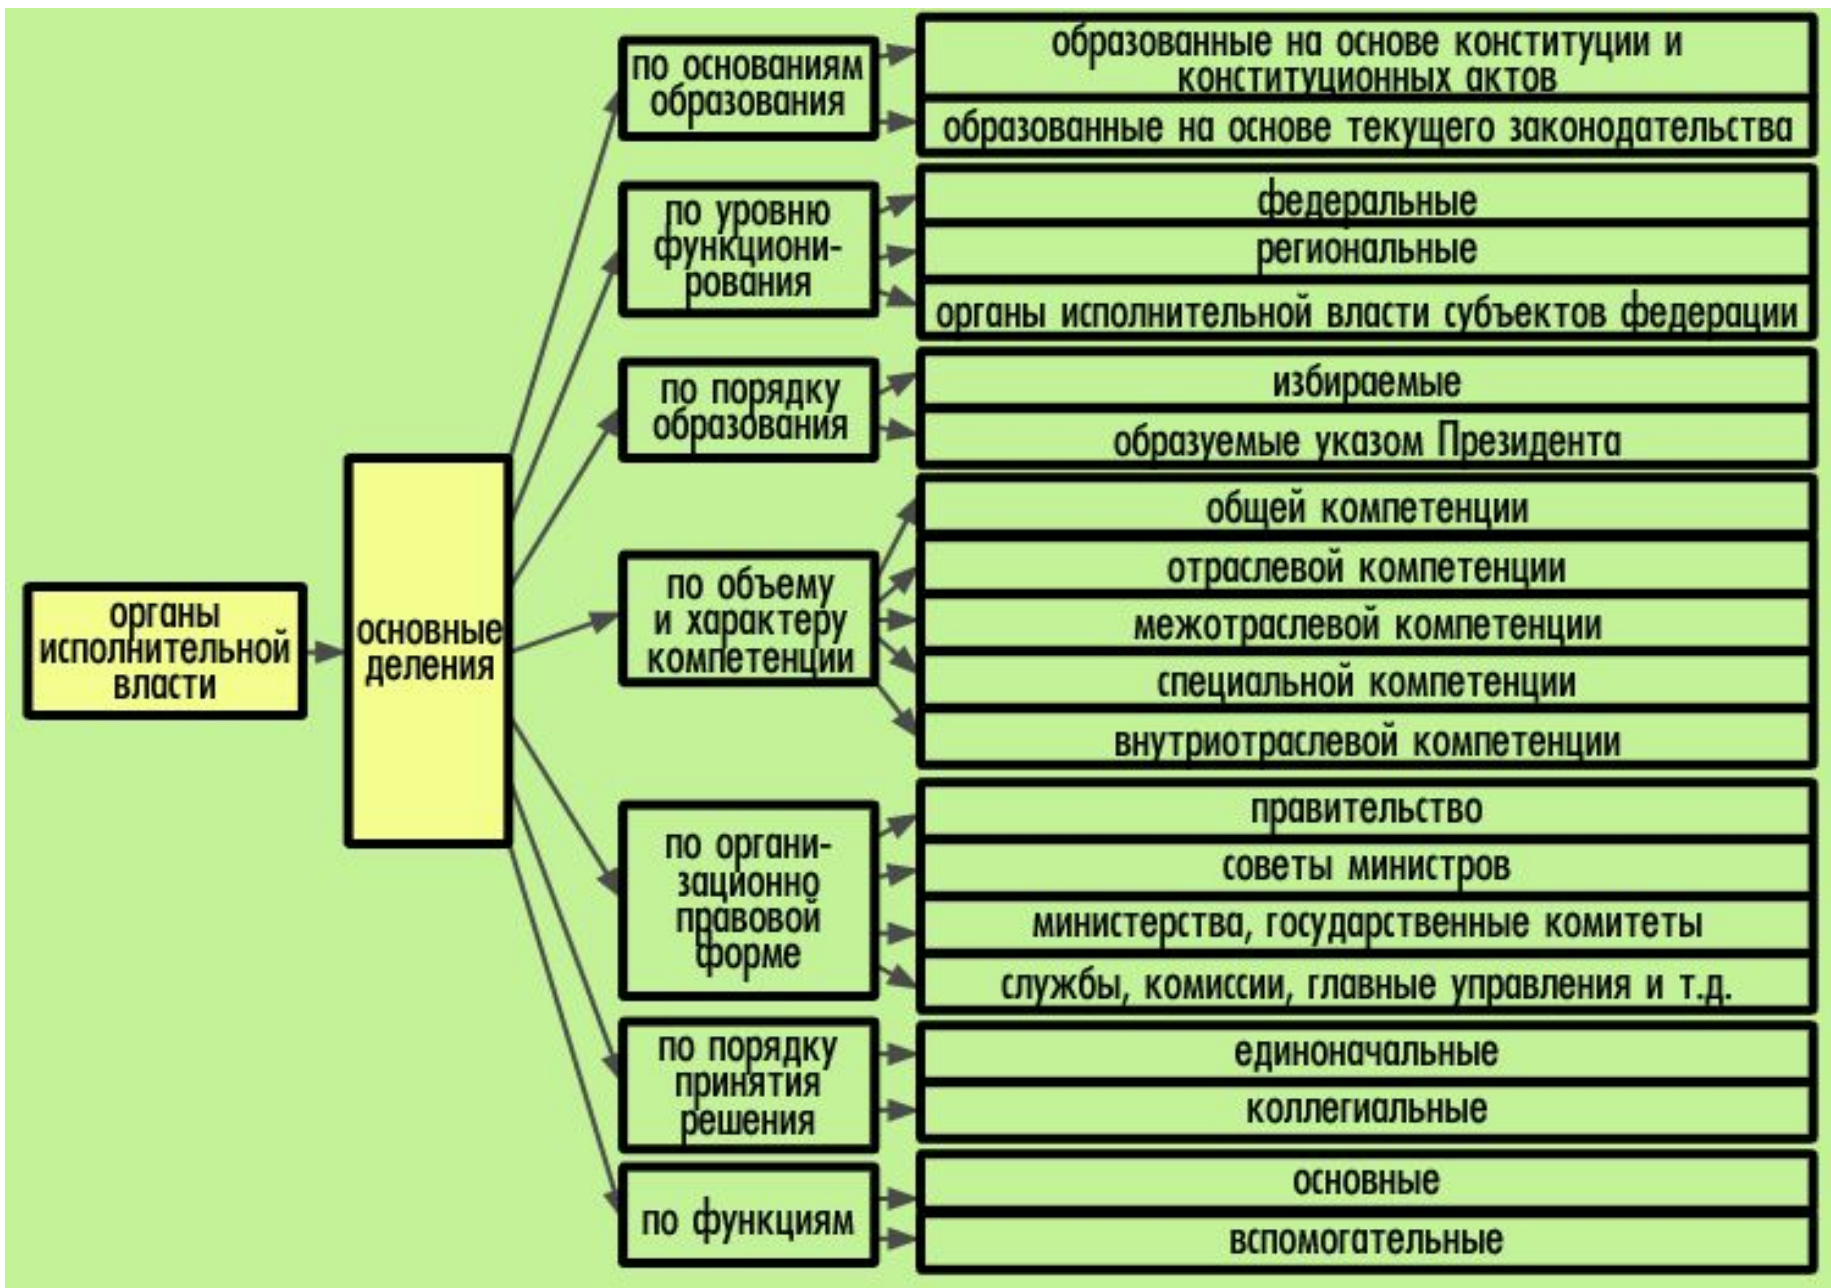 органы
исполнительной
власти
основные
деления
по основаниям
образования
образованные на основе конституции и
конституционных актов
образованные на основе текущего законодательства
по уровню
функциони-
рования
федеральные
региональные
органы исполнительной власти субъектов федерации
по порядку
образования
избираемые
образуемые указом Президента
по объему
и характеру
компетенции
общей компетенции
отраслевой компетенции
межотраслевой компетенции
специальной компетенции
внутриотраслевой компетенции
по органи-
зационно
правовой
форме
правительство
советы министров
министерства, государственные комитеты
службы, комиссии, главные управления и т.д.
по порядку
принятия
решения
единоначальные
коллегиальные
по функциям
основные
вспомогательные